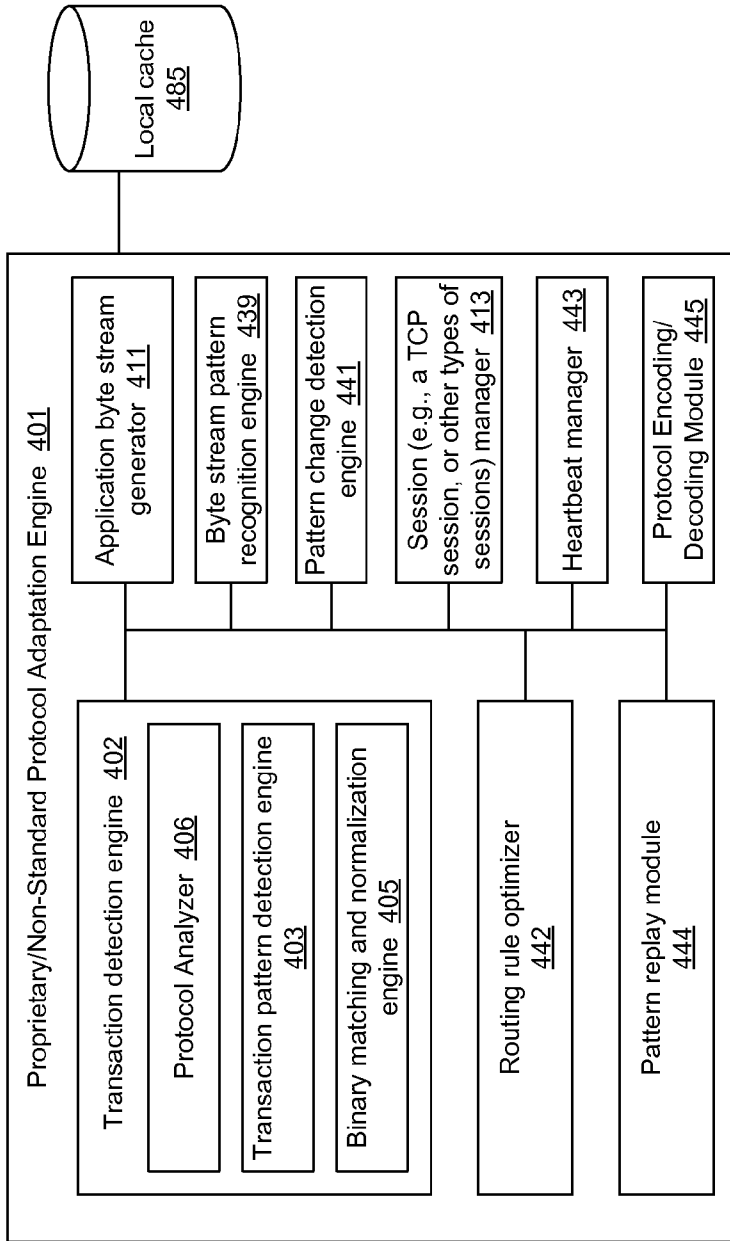 Proprietary/Non-Standard Protocol Adaptation Engine 401
Transaction detection engine 402
Protocol Analyzer 406
Transaction pattern detection engine
403
Binary matching and normalization
engine 405
Routing rule optimizer
442
Pattern replay module
444
Application byte stream
generator 411
Byte stream pattern
recognition engine 439
Pattern change detection
engine 441
Session (e.g., a TCP
session, or other types of
sessions) manager 413
Heartbeat manager 443
Protocol Encoding/
Decoding Module 445
Local cache
485